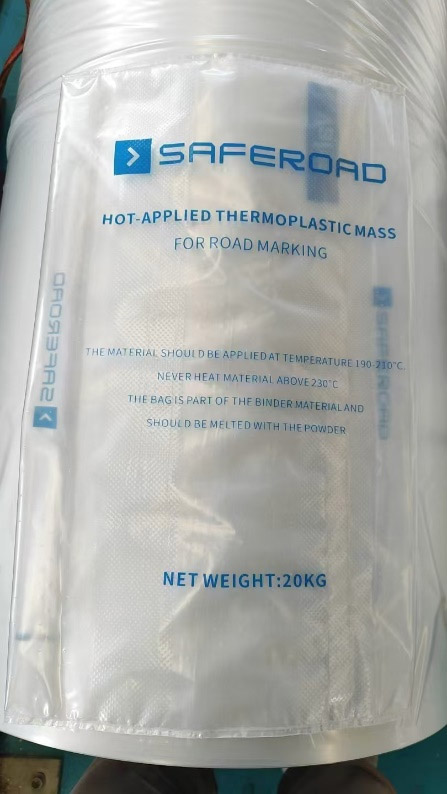 SAFEROAD
HOT-APPLIED THERMOPLASTIC MASS
FOR ROAD MARKING
THE MATERIAL SHOULD BE APPLIED AT TEMPERATURE 190-210°C.
NEVER HEAT MATERIAL ABOVE 230°C
THE BAG IS PART OF THE BINDER MATERIAL AND
SHOULD BE MELTED WITH THE POWDER
NET WEIGHT:20KG
SAFEROAD
SAFEROAD